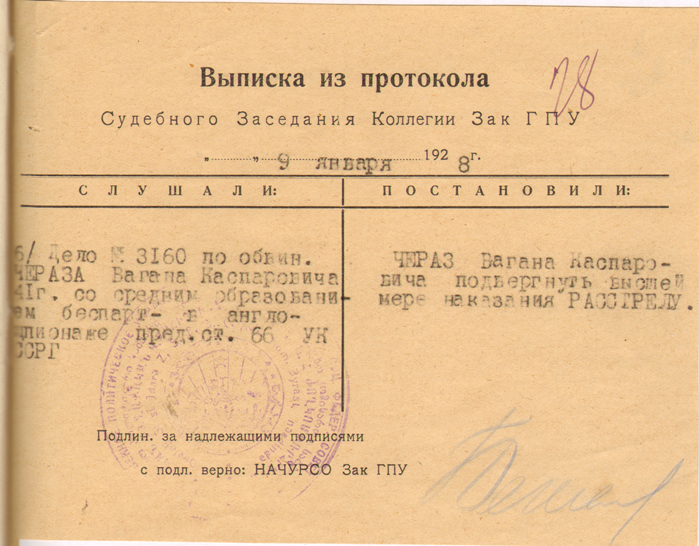 28
Выписка из протокола
Судебного Заседания Коллегии Зак ГПУ
„ „ 9 января 1928г.
СЛУШАЛИ:
6/ Дело № 3160 по обвин.
ЧЕРАЗА Вагана Каспаровича
41г. со средним образовани-
ем беспарт- в англо-
шпионаже пред.ст. 66 УК
ССРГ
ПОСТАНОВИЛИ:
ЧЕРАЗ Вагана Каспаро-
вича подвергнуть высшей
мере наказания РАССТРЕЛУ.
ПОЛИТИЧЕСКОЕ
Подлин. за надлежащими подписями
с подл. верно: НАЧУРСО Зак ГПУ